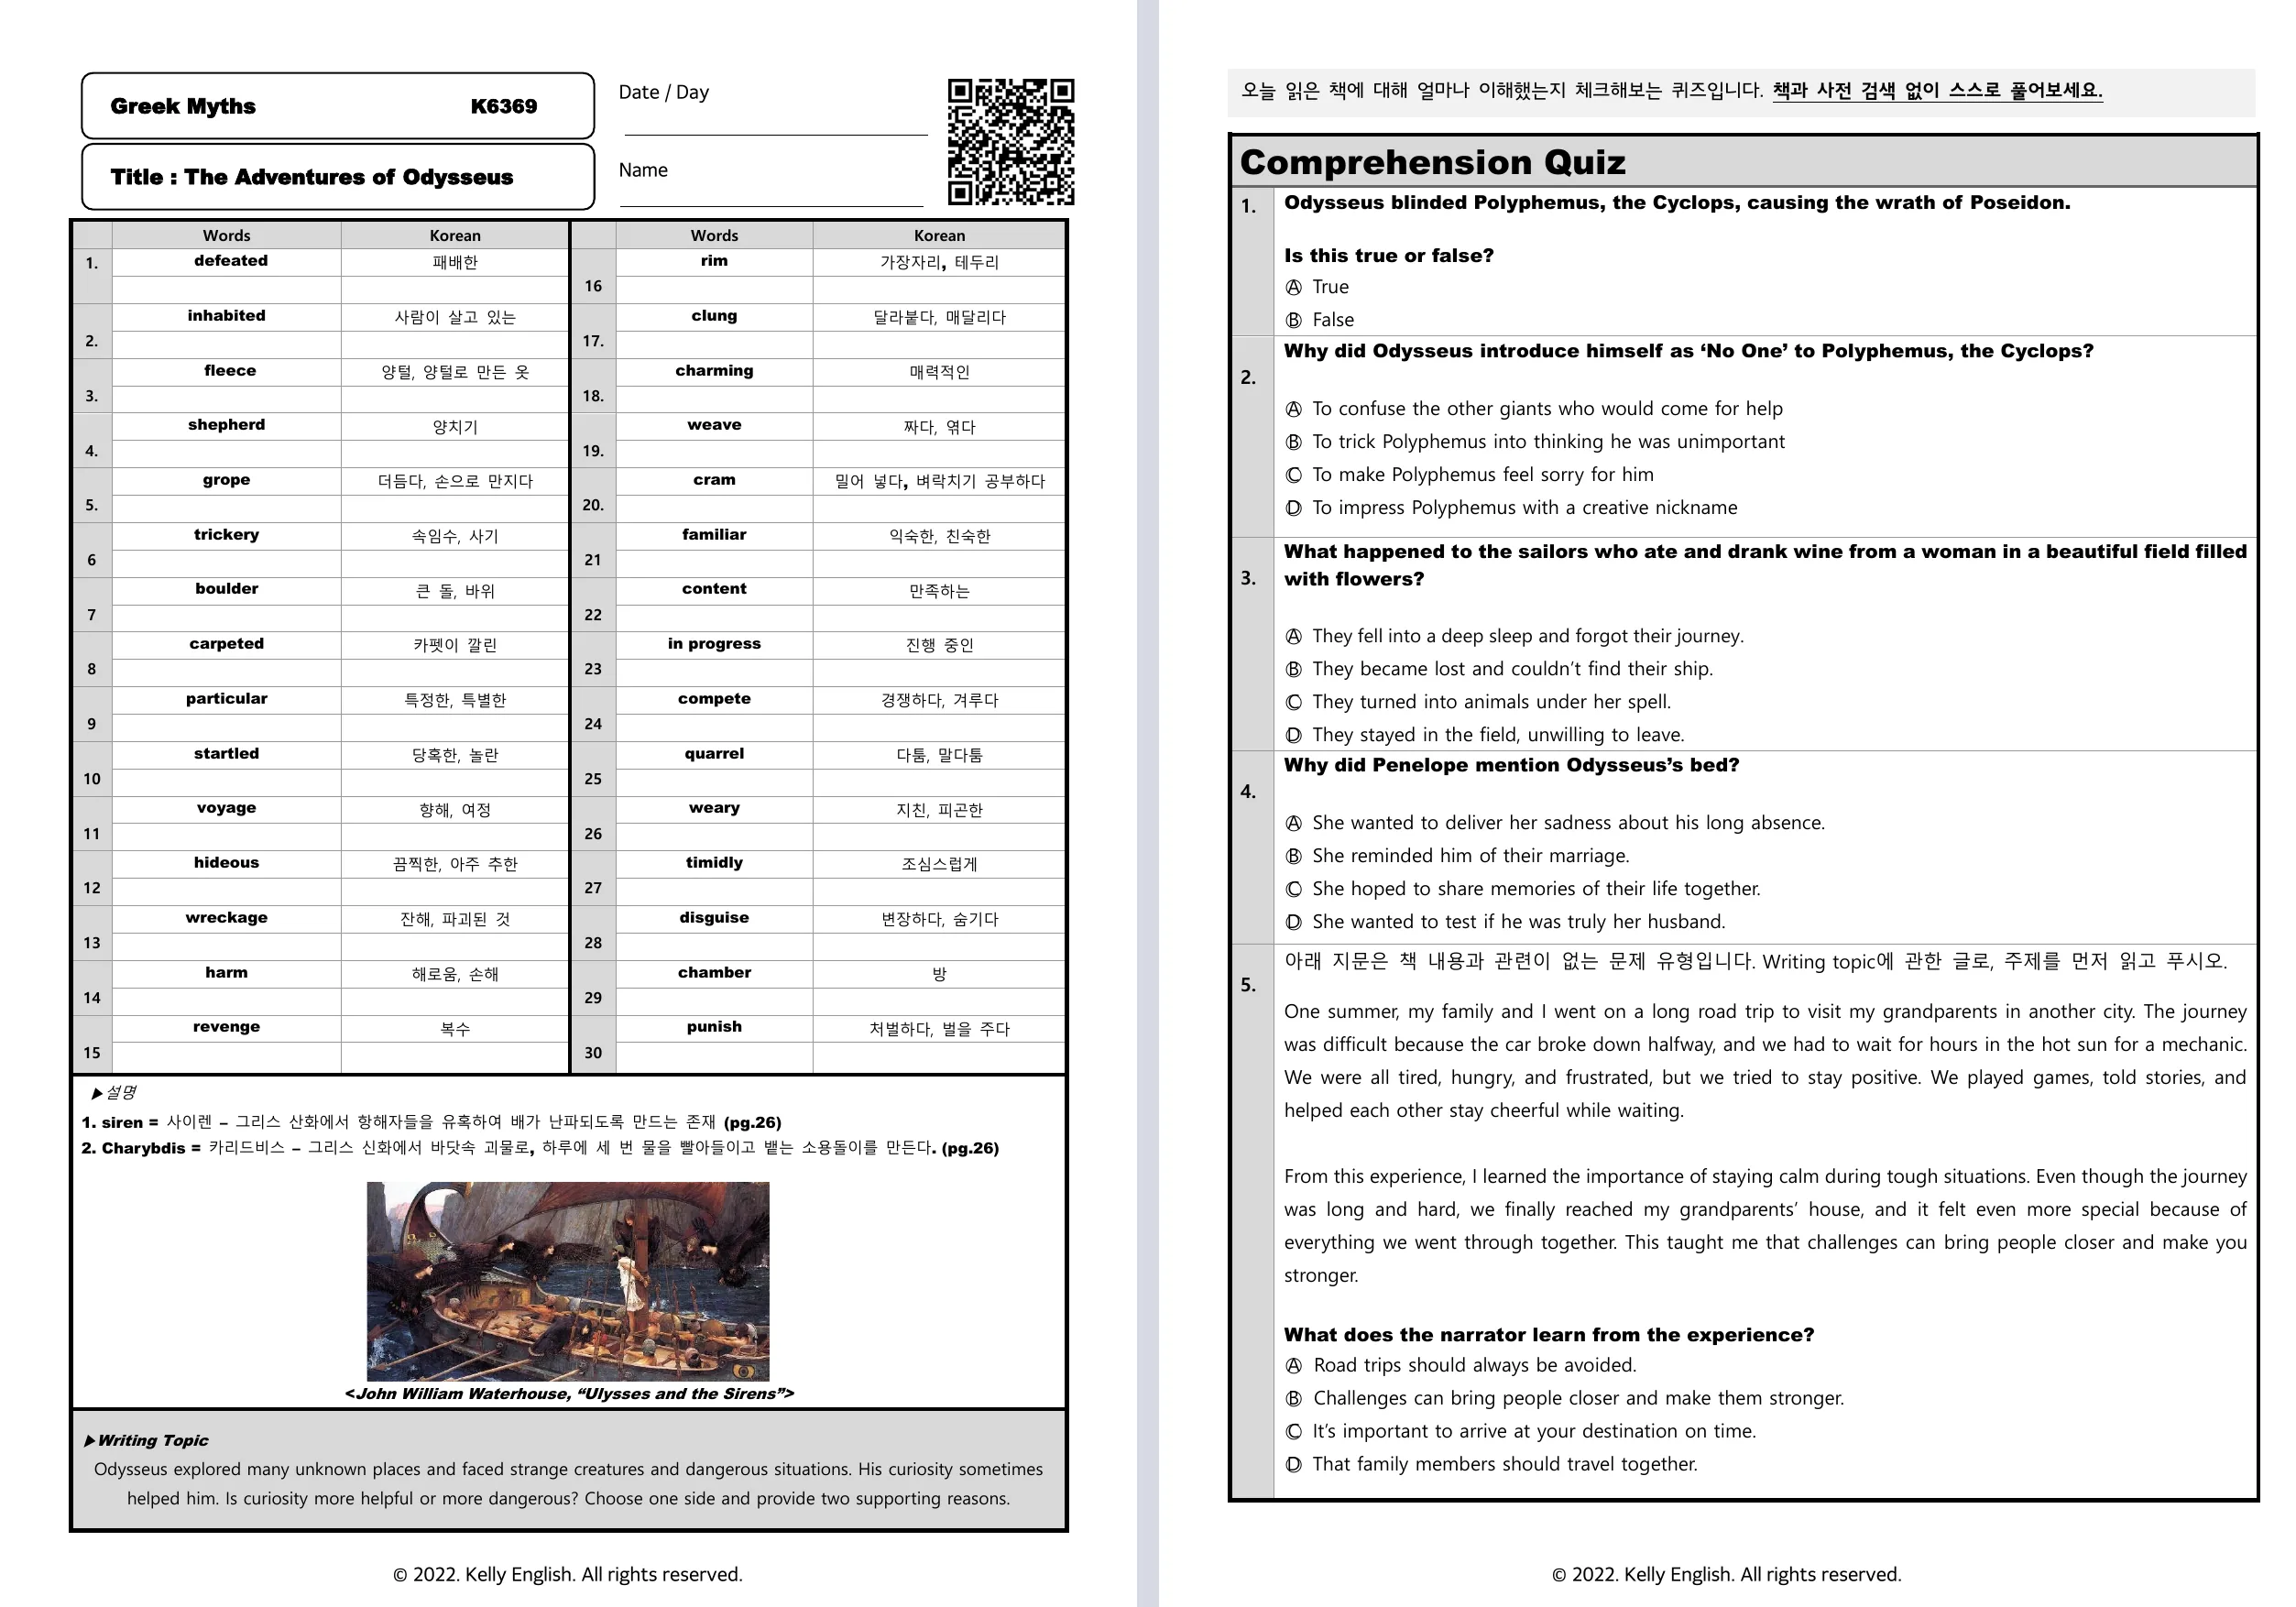 Greek Myths K6369
Title : The Adventures of Odysseus
Date / Day
Name
Words Korean Words Korean
1. defeated 패배한
16 rim 가장자리, 테두리
2. inhabited 사람이 살고 있는
17. clung 달라붙다, 매달리다
3. fleece 양털, 양털로 만든 옷
18. charming 매력적인
4. shepherd 양치기
19. weave 짜다, 엮다
5. grope 더듬다, 손으로 만지다
20. cram 밀어 넣다, 벼락치기 공부하다
6 trickery 속임수, 사기
21 familiar 익숙한, 친숙한
7 boulder 큰 돌, 바위
22 content 만족하는
8 carpeted 카펫이 깔린
23 in progress 진행 중인
9 particular 특정한, 특별한
24 compete 경쟁하다, 겨루다
10 startled 당혹한, 놀란
25 quarrel 다툼, 말다툼
11 voyage 향해, 여정
26 weary 지친, 피곤한
12 hideous 끔찍한, 아주 추한
27 timidly 조심스럽게
13 wreckage 잔해, 파괴된 것
28 disguise 변장하다, 숨기다
14 harm 해로움, 손해
29 chamber 방
15 revenge 복수
30 punish 처벌하다, 벌을 주다
▶설명
1. siren = 사이렌 – 그리스 산화에서 항해자들을 유혹하여 배가 난파되도록 만드는 존재 (pg.26)
2. Charybdis = 카리드비스 – 그리스 신화에서 바닷속 괴물로, 하루에 세 번 물을 빨아들이고 뱉는 소용돌이를 만든다. (pg.26)
<John William Waterhouse, “Ulysses and the Sirens”>
▶Writing Topic
Odysseus explored many unknown places and faced strange creatures and dangerous situations. His curiosity sometimes
helped him. Is curiosity more helpful or more dangerous? Choose one side and provide two supporting reasons.
© 2022. Kelly English. All rights reserved.
오늘 읽은 책에 대해 얼마나 이해했는지 체크해보는 퀴즈입니다. 책과 사전 검색 없이 스스로 풀어보세요.
Comprehension Quiz
1. Odysseus blinded Polyphemus, the Cyclops, causing the wrath of Poseidon.
Is this true or false?
Ⓐ True
Ⓑ False
2. Why did Odysseus introduce himself as ‘No One’ to Polyphemus, the Cyclops?
Ⓐ To confuse the other giants who would come for help
Ⓑ To trick Polyphemus into thinking he was unimportant
Ⓒ To make Polyphemus feel sorry for him
Ⓓ To impress Polyphemus with a creative nickname
3. What happened to the sailors who ate and drank wine from a woman in a beautiful field filled
with flowers?
Ⓐ They fell into a deep sleep and forgot their journey.
Ⓑ They became lost and couldn’t find their ship.
Ⓒ They turned into animals under her spell.
Ⓓ They stayed in the field, unwilling to leave.
4. Why did Penelope mention Odysseus’s bed?
Ⓐ She wanted to deliver her sadness about his long absence.
Ⓑ She reminded him of their marriage.
Ⓒ She hoped to share memories of their life together.
Ⓓ She wanted to test if he was truly her husband.
5. 아래 지문은 책 내용과 관련이 없는 문제 유형입니다. Writing topic에 관한 글로, 주제를 먼저 읽고 푸시오.
One summer, my family and I went on a long road trip to visit my grandparents in another city. The journey
was difficult because the car broke down halfway, and we had to wait for hours in the hot sun for a mechanic.
We were all tired, hungry, and frustrated, but we tried to stay positive. We played games, told stories, and
helped each other stay cheerful while waiting.
From this experience, I learned the importance of staying calm during tough situations. Even though the journey
was long and hard, we finally reached my grandparents’ house, and it felt even more special because of
everything we went through together. This taught me that challenges can bring people closer and make you
stronger.
What does the narrator learn from the experience?
Ⓐ Road trips should always be avoided.
Ⓑ Challenges can bring people closer and make them stronger.
Ⓒ It’s important to arrive at your destination on time.
Ⓓ That family members should travel together.
© 2022. Kelly English. All rights reserved.